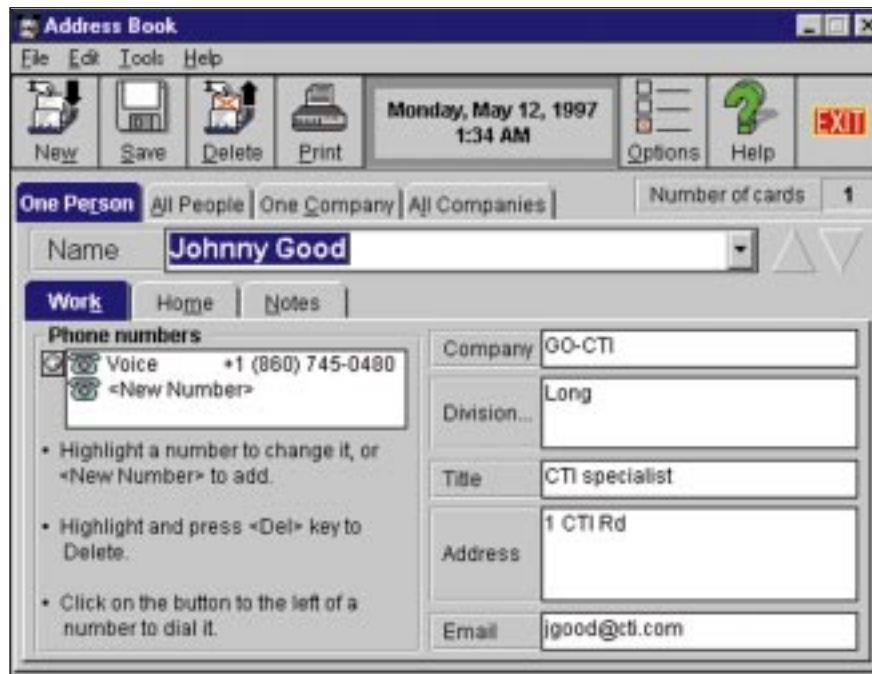 Address Book
File Edit Tools Help
New Save Delete Print
Monday, May 12, 1997
1:34 AM
Options Help EXIT
One Person All People One Company All Companies
Number of cards 1
Name Johnny Good
Work Home Notes
Phone numbers
Voice +1 (860) 745-0480
<New Number>
• Highlight a number to change it, or
<New Number> to add.
• Highlight and press <Del> key to
Delete.
• Click on the button to the left of a
number to dial it.
Company GO-CTI
Division... Long
Title CTI specialist
Address 1 CTI Rd
Email jgood@cti.com